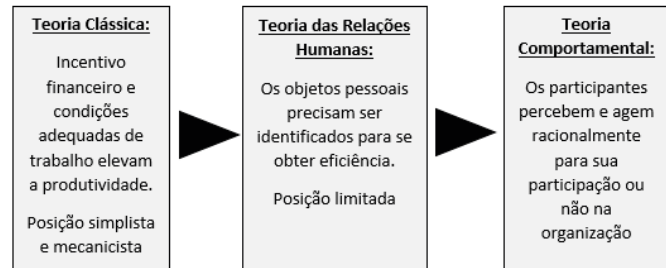 Teoria Clássica:
Incentivo
financeiro e
condições
adequadas de
trabalho elevam
a produtividade.
Posição simplista
e mecanicista
Teoria das Relações
Humanas:
Os objetos pessoais
precisam ser
identificados para se
obter eficiência.
Posição limitada
Teoria
Comportamental:
Os participantes
percebem e agem
racionalmente
para sua
participação ou
não na
organização